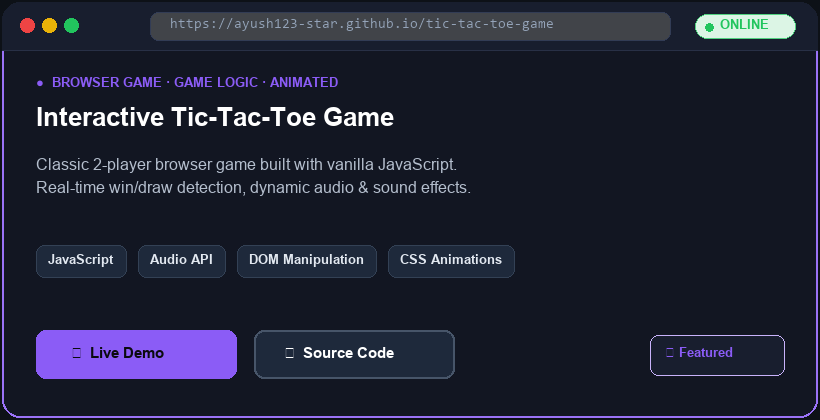 https://ayush123-star.github.io/tic-tac-toe-game
ONLINE
BROWSER GAME · GAME LOGIC · ANIMATED
Interactive Tic-Tac-Toe Game
Classic 2-player browser game built with vanilla JavaScript.
Real-time win/draw detection, dynamic audio & sound effects.
JavaScript
Audio API
DOM Manipulation
CSS Animations
Live Demo
Source Code
Featured